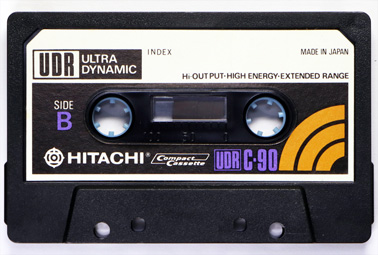 UDR ULTRA DYNAMIC
INDEX
MADE IN JAPAN
Hi-OUTPUT-HIGH ENERGY-EXTENDED RANGE
SIDE
B
HITACHI® Compact Cassette UDR C-90